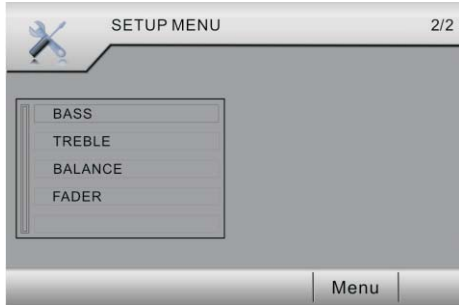 SETUP MENU 2/2
BASS
TREBLE
BALANCE
FADER
Menu